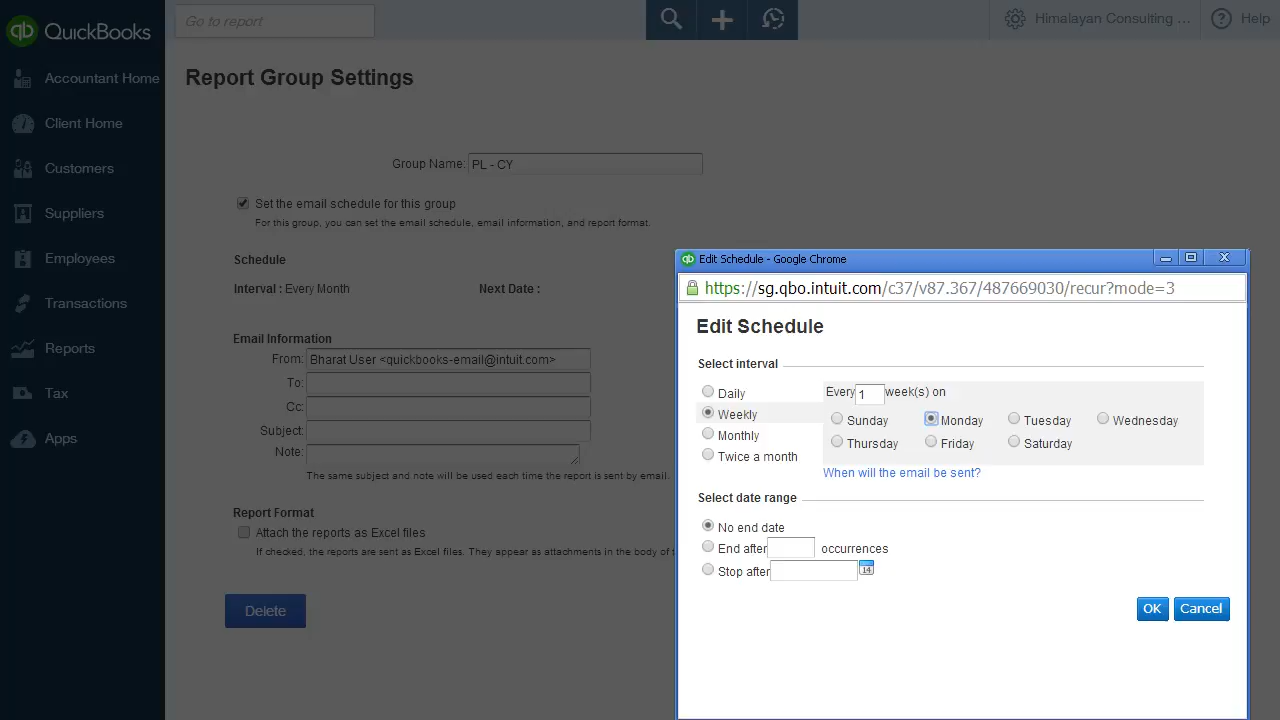 QuickBooks
Go to report
Himalayan Consulting ...
Help
Accountant Home
Client Home
Customers
Suppliers
Employees
Transactions
Reports
Tax
Apps
Report Group Settings
Group Name: PL - CY
Set the email schedule for this group
For this group, you can set the email schedule, email information, and report format.
Schedule
Interval : Every Month
Next Date :
Email Information
From: Bharat User <quickbooks-email@intuit.com>
To:
Cc:
Subject:
Note:
The same subject and note will be used each time the report is sent by email.
Report Format
Attach the reports as Excel files
If checked, the reports are sent as Excel files. They appear as attachments in the body of t
Delete
Edit Schedule - Google Chrome
https://sg.qbo.intuit.com/c37/v87.367/487669030/recur?mode=3
Edit Schedule
Select interval
Daily
Weekly
Monthly
Twice a month
Every 1 week(s) on
Sunday Monday Tuesday Wednesday
Thursday Friday Saturday
When will the email be sent?
Select date range
No end date
End after occurrences
Stop after 14
OK Cancel